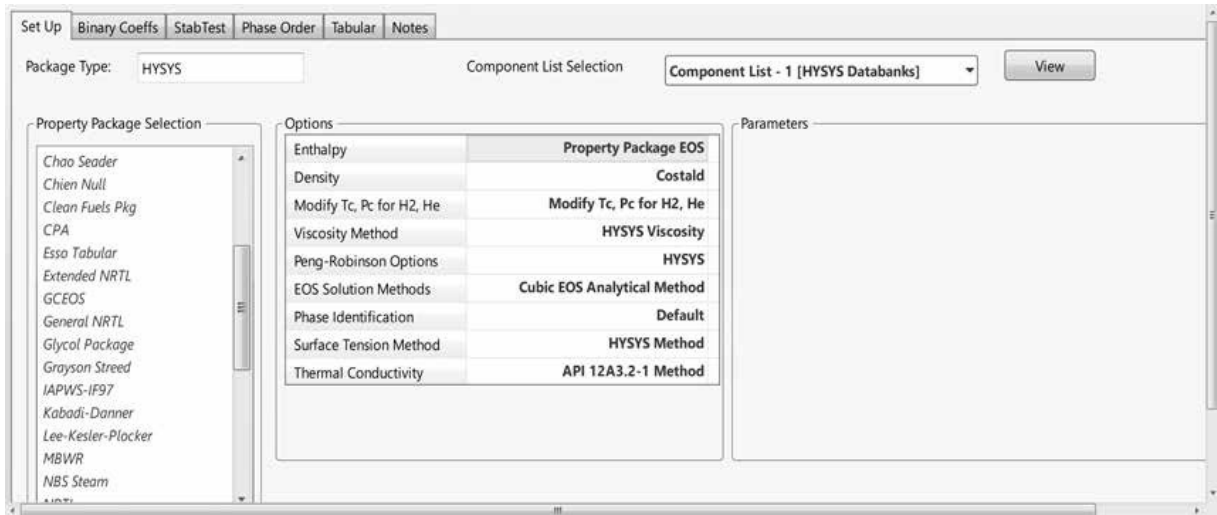 Set Up Binary Coeffs StabTest Phase Order Tabular Notes
Package Type: HYSYS Component List Selection Component List - 1 [HYSYS Databanks] View
Property Package Selection
Chao Seader
Chien Null
Clean Fuels Pkg
CPA
Esso Tabular
Extended NRTL
GCEOS
General NRTL
Glycol Package
Grayson Streed
IAPWS-IF97
Kabadi-Danner
Lee-Kesler-Plocker
MBWR
NBS Steam
Options
Enthalpy Property Package EOS
Density Costald
Modify Tc, Pc for H2, He Modify Tc, Pc for H2, He
Viscosity Method HYSYS Viscosity
Peng-Robinson Options HYSYS
EOS Solution Methods Cubic EOS Analytical Method
Phase Identification Default
Surface Tension Method HYSYS Method
Thermal Conductivity API 12A3.2-1 Method
Parameters